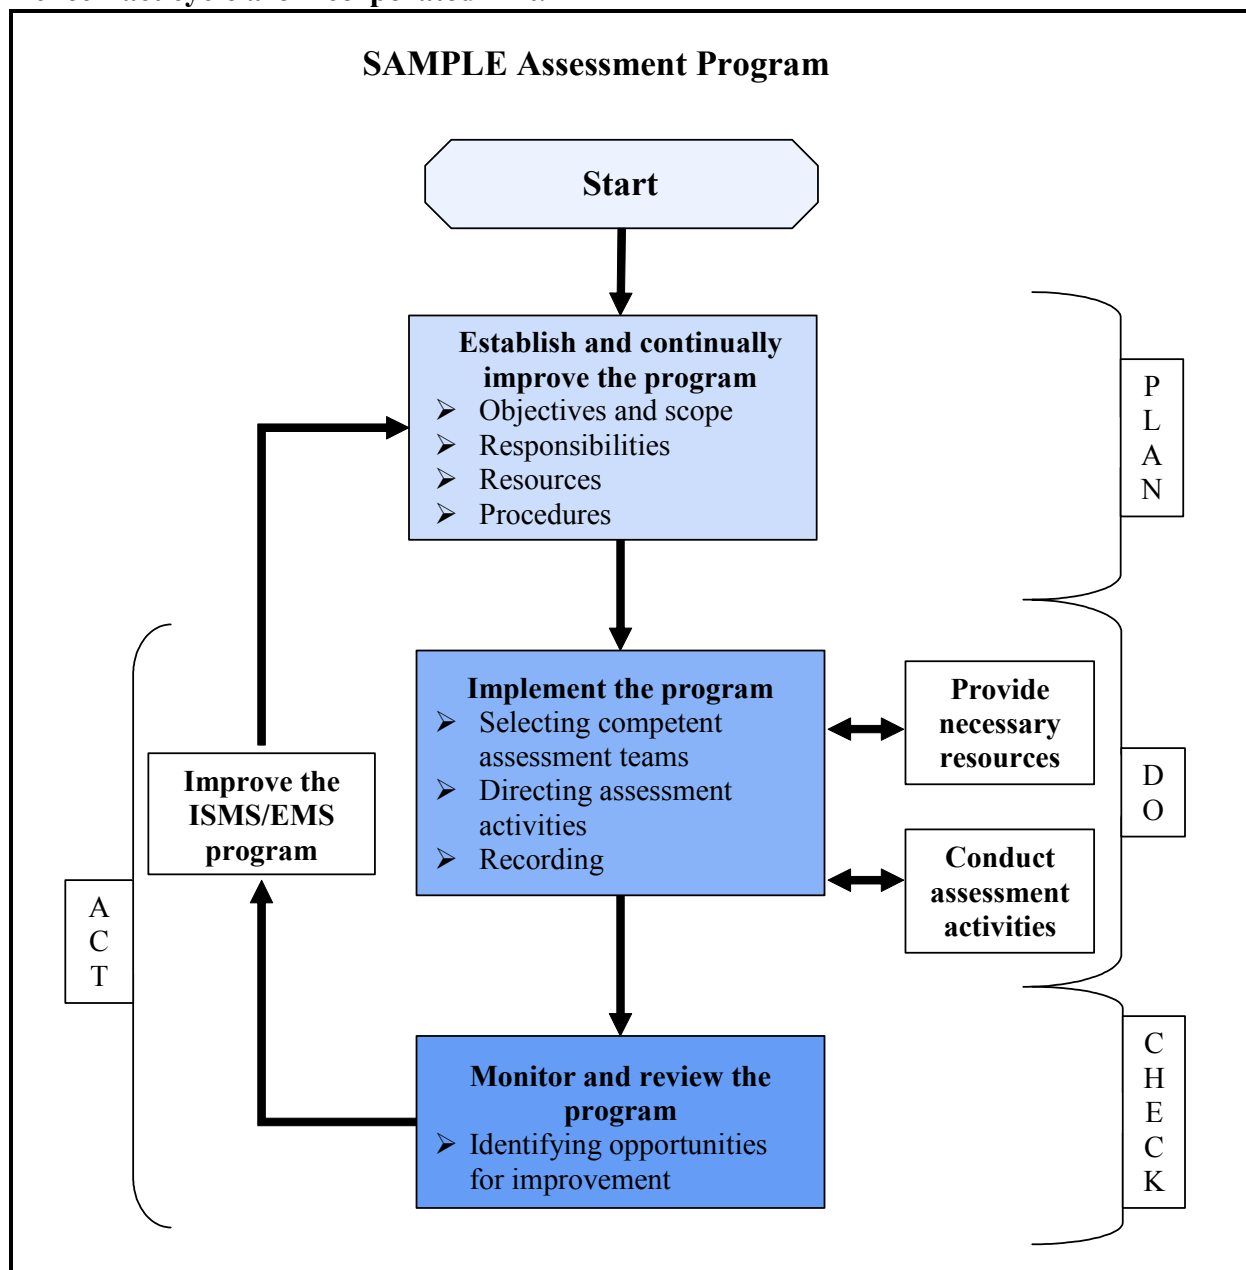 SAMPLE Assessment Program
Start
Establish and continually
improve the program
➢ Objectives and scope
➢ Responsibilities
➢ Resources
➢ Procedures
P
L
A
N
Implement the program
➢ Selecting competent
assessment teams
➢ Directing assessment
activities
➢ Recording
Provide
necessary
resources
Conduct
assessment
activities
D
O
Improve the
ISMS/EMS
program
A
C
T
Monitor and review the
program
➢ Identifying opportunities
for improvement
C
H
E
C
K